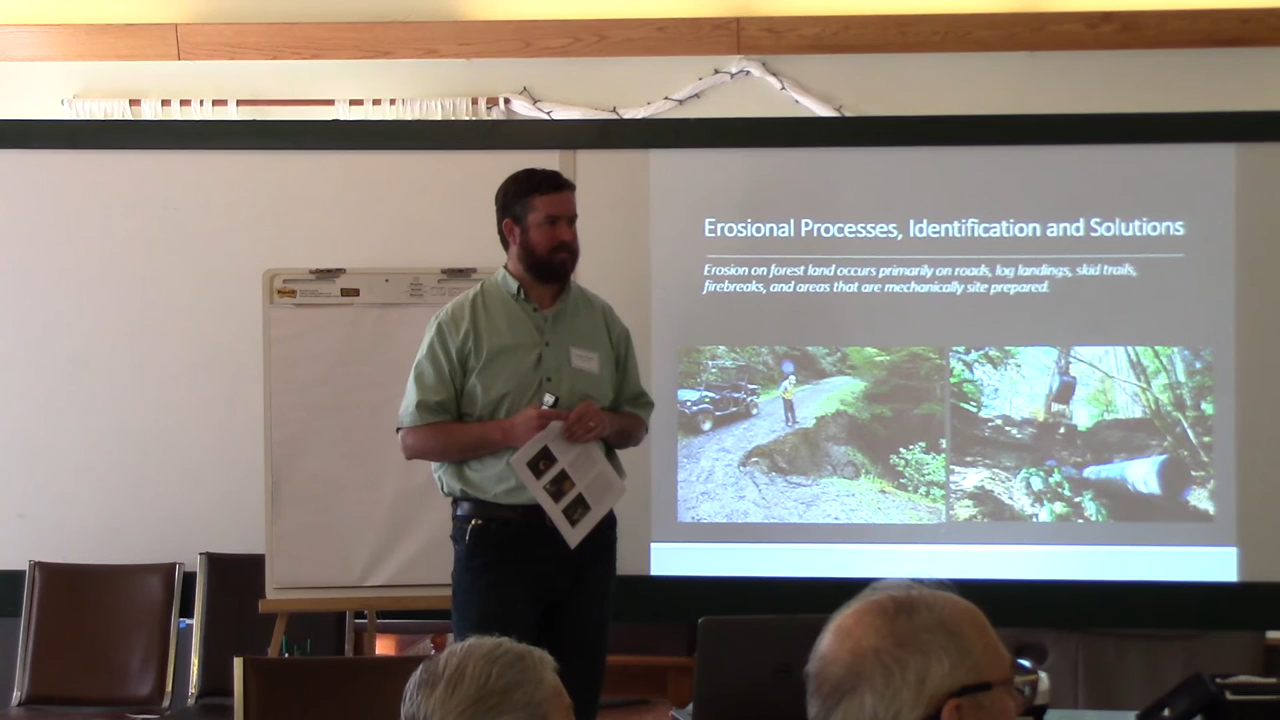 Erosional Processes, Identification and Solutions
Erosion on forest land occurs primarily on roads, log landings, skid trails,
firebreaks, and areas that are mechanically site prepared.